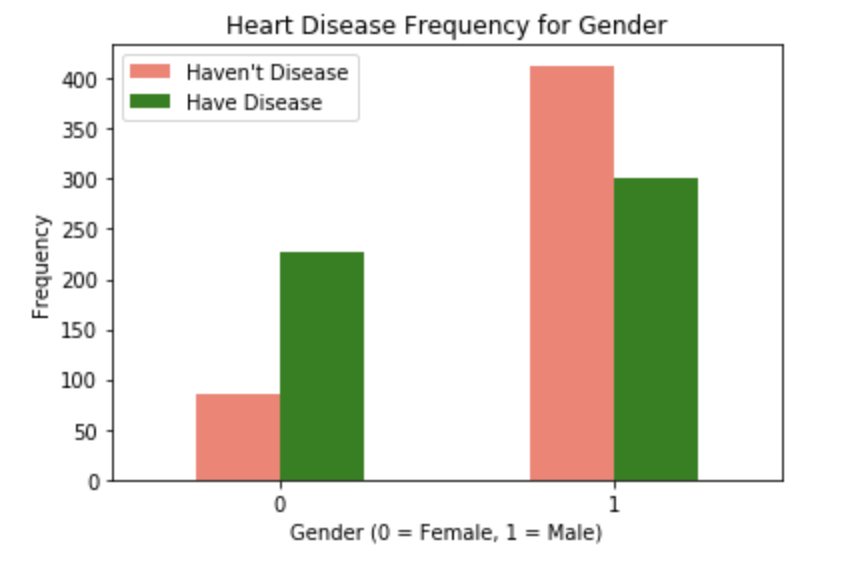 Heart Disease Frequency for Gender
Haven't Disease
Have Disease
Frequency
400
350
300
250
200
150
100
50
0
0 1
Gender (0 = Female, 1 = Male)